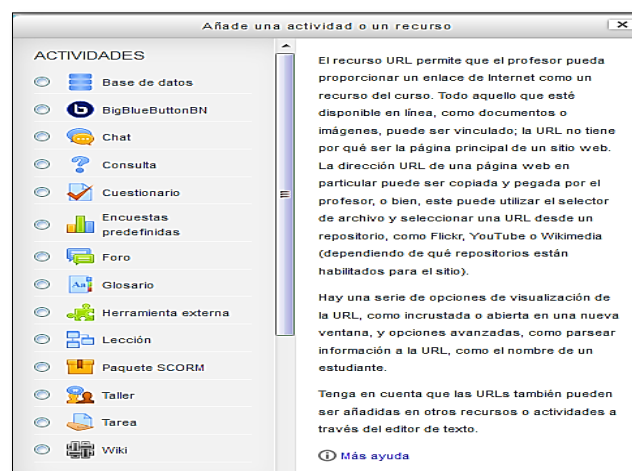 Añade una actividad o un recurso
ACTIVIDADES
Base de datos
BigBlueButtonBN
Chat
Consulta
Cuestionario
Encuestas
predefinidas
Foro
Glosario
Herramienta externa
Lección
Paquete SCORM
Taller
Tarea
Wiki
El recurso URL permite que el profesor pueda
proporcionar un enlace de Internet como un
recurso del curso. Todo aquello que esté
disponible en línea, como documentos o
imágenes, puede ser vinculado; la URL no tiene
por qué ser la página principal de un sitio web.
La dirección URL de una página web en
particular puede ser copiada y pegada por el
profesor, o bien, este puede utilizar el selector
de archivo y seleccionar una URL desde un
repositorio, como Flickr, YouTube o Wikimedia
(dependiendo de qué repositorios están
habilitados para el sitio).
Hay una serie de opciones de visualización de
la URL, como incrustada o abierta en una nueva
ventana, y opciones avanzadas, como parsear
información a la URL, como el nombre de un
estudiante.
Tenga en cuenta que las URLs también pueden
ser añadidas en otros recursos o actividades a
través del editor de texto.
Más ayuda